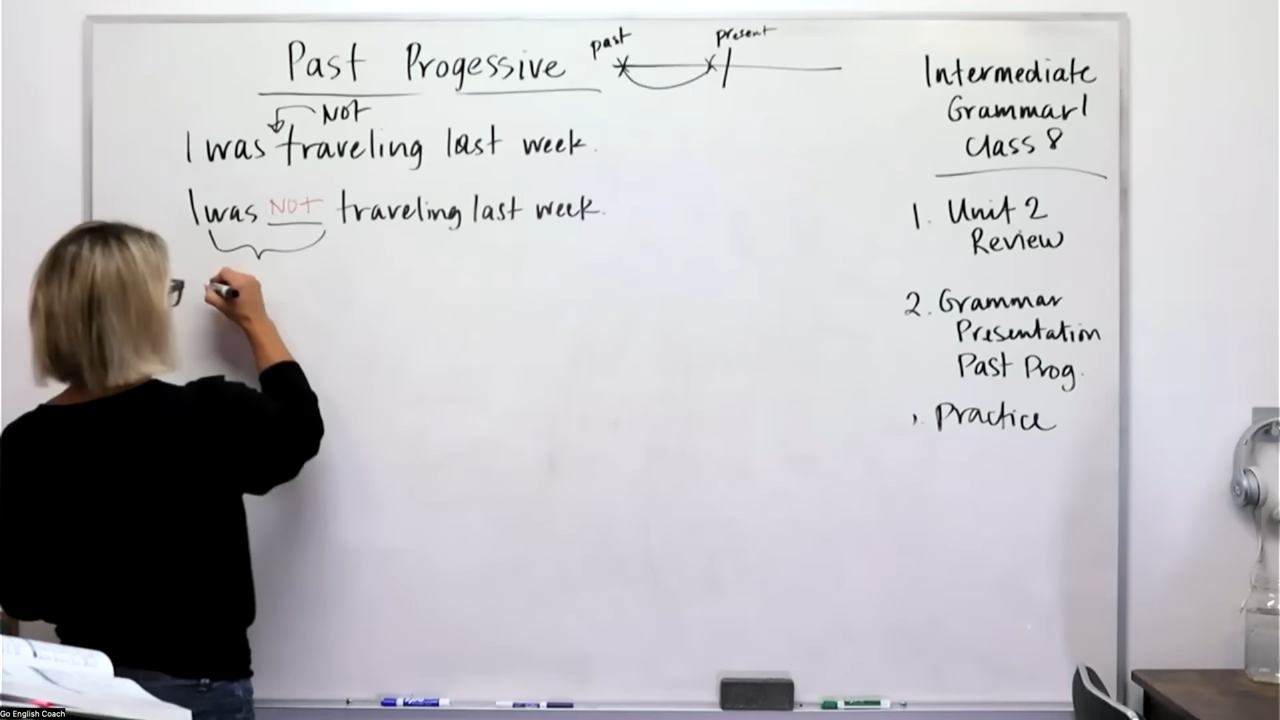 past
present
Past Progessive
NOT
I was traveling last week.
I was NOT traveling last week.
Intermediate
Grammar 1
Class 8
1. Unit 2
Review
2. Grammar
Presentation
Past Prog.
. Practice
Go English Coach